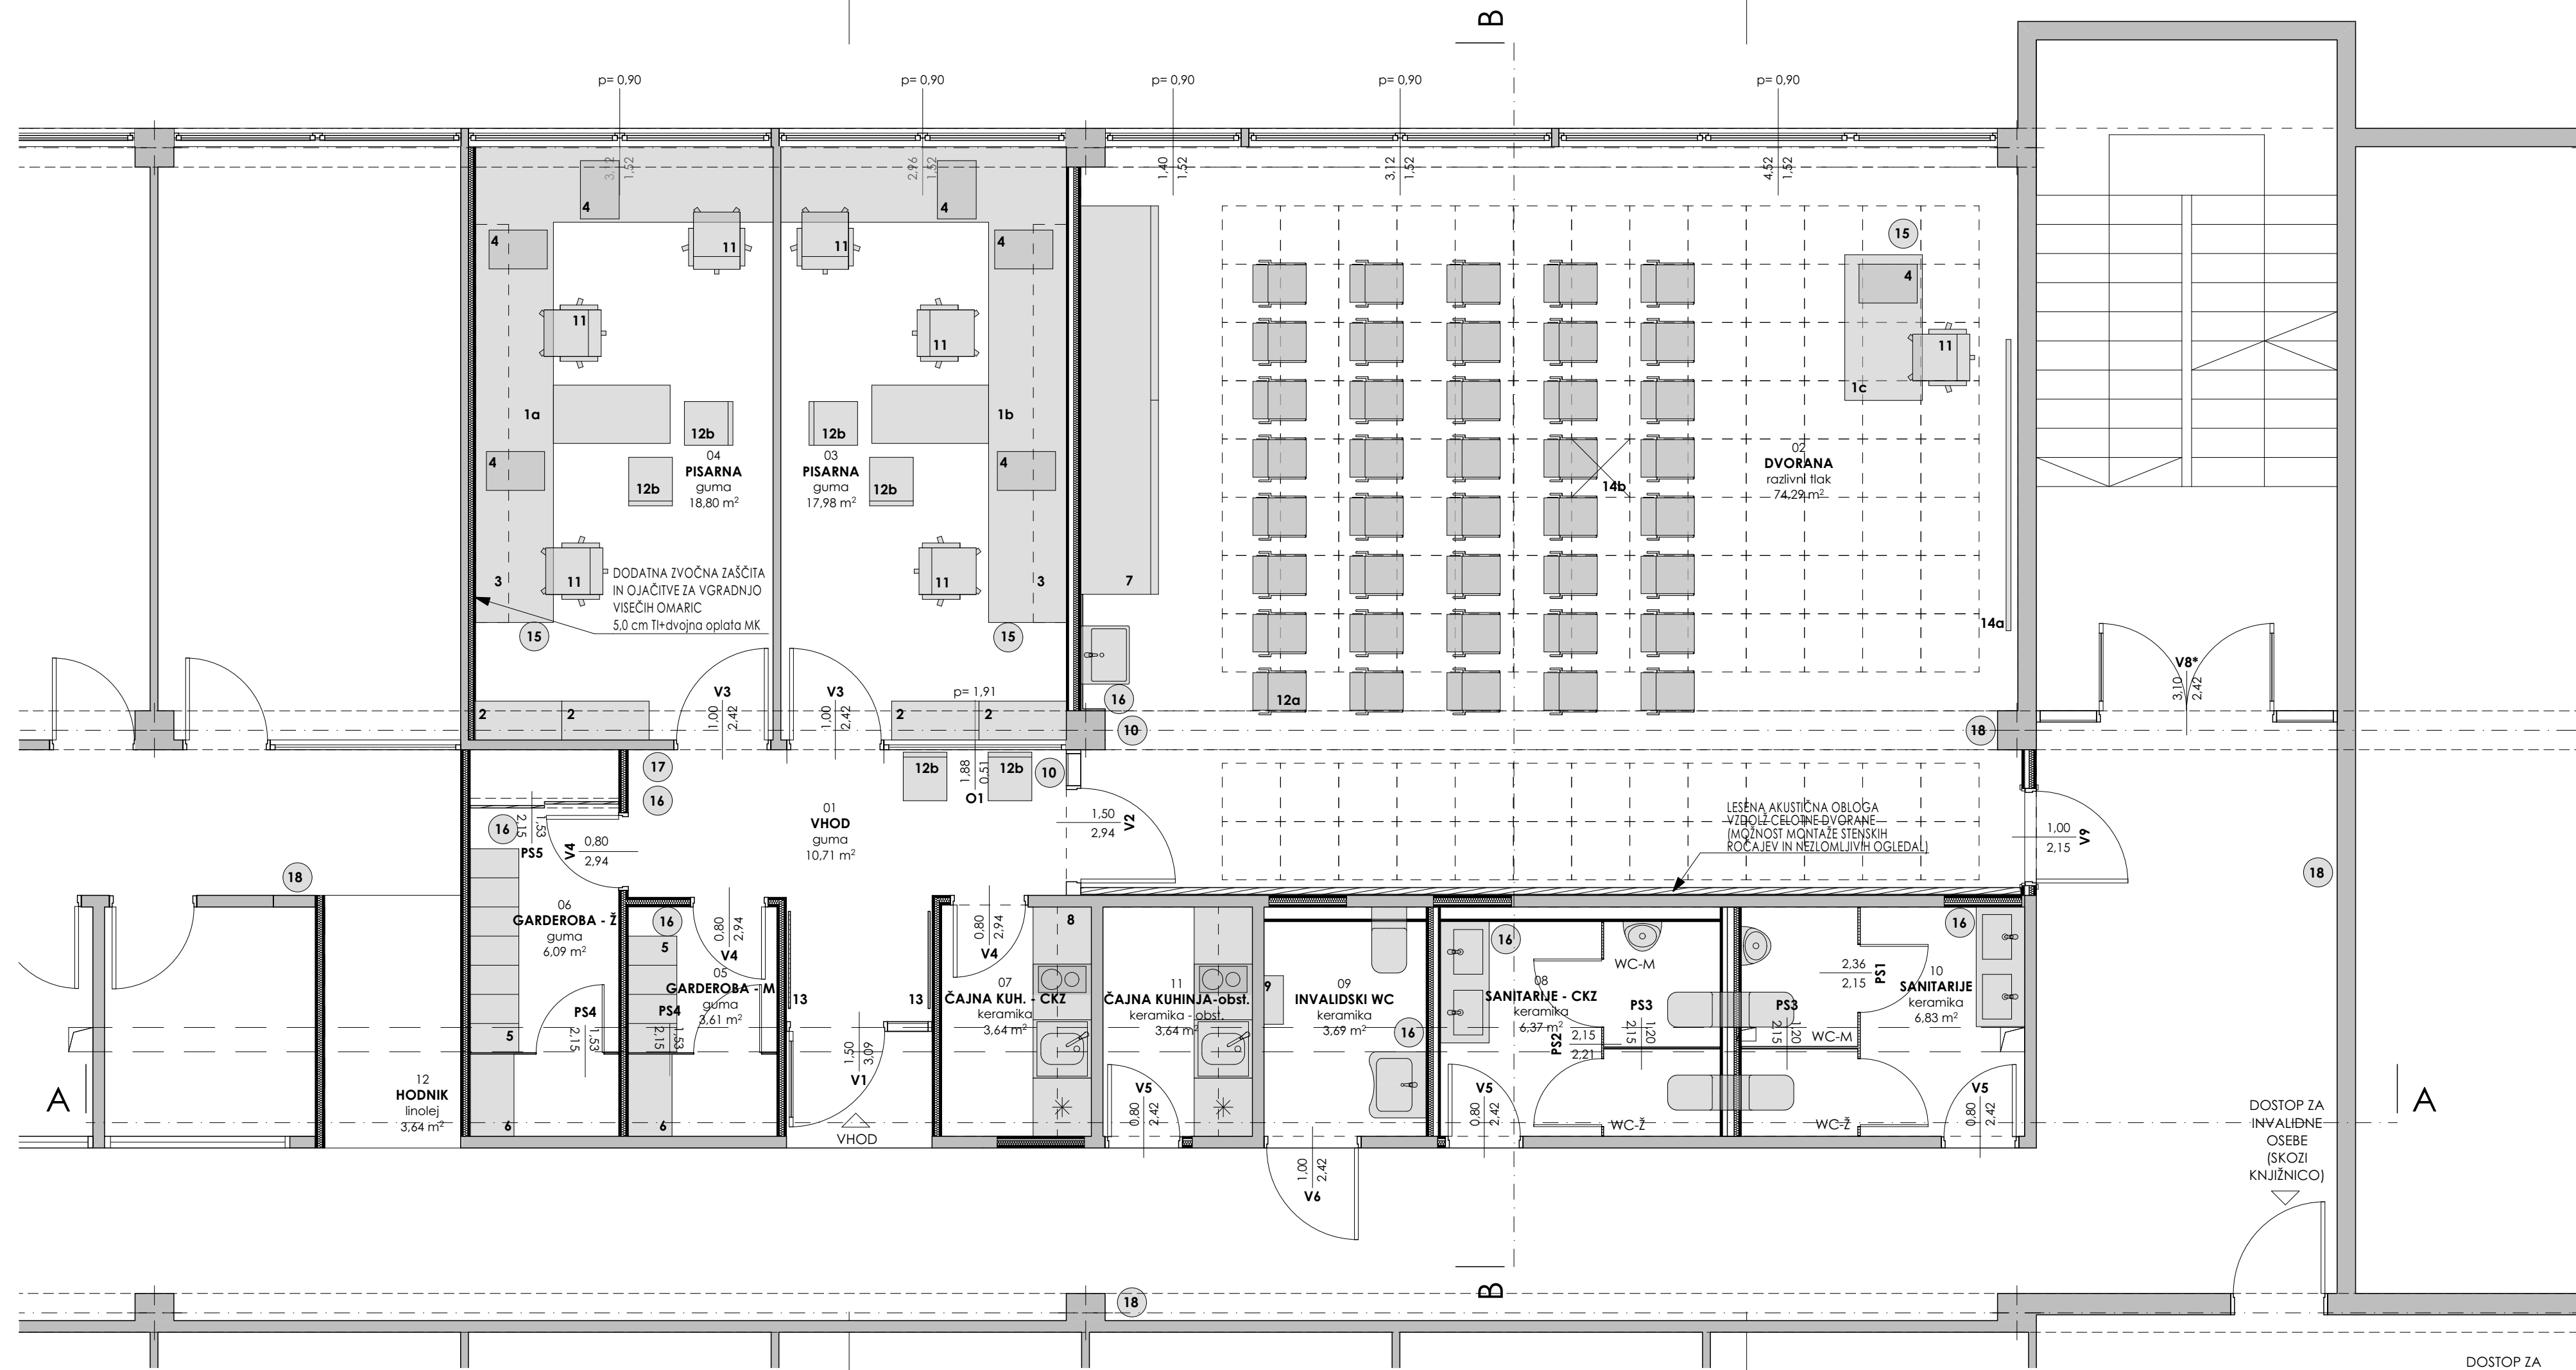 B
p= 0,90
p= 0,90
p= 0,90
p= 0,90
p= 0,90
3,12
1,52
2,96
1,52
1,40
1,52
3,12
1,52
4,52
1,52
4
4
4
4
11
11
11
11
1a
1b
12b
12b
04
PISARNA
guma
18,80 m²
03
PISARNA
guma
17,98 m²
4
12b
12b
4
3
11
11
3
DODATNA ZVOČNA ZAŠČITA
IN OJAČITVE ZA VGRADNJO
VISEČIH OMARIC
5,0 cm TI+dvojna oplata MK
15
15
7
15
4
11
1c
02
DVORANA
razlivni tlak
74,29 m²
14b
14a
12a
2
2
V3
1,00
2,42
V3
1,00
2,42
p= 1,91
2
2
16
10
18
V8*
3,10
2,42
17
16
12b
1,88
0,51
O1
12b
10
16
1,53
2,15
PS5
V4
0,80
2,94
01
VHOD
guma
10,71 m²
1,50
2,94
V2
LESENA AKUSTIČNA OBLOGA
VZDOLŽ CELOTNE DVORANE
(MOŽNOST MONTAŽE STENSKIH
ROČAJEV IN NEZLOMLJIVIH OGLEDAL)
1,00
2,15
V9
18
18
06
GARDEROBA - Ž
guma
6,09 m²
16
5
0,80
2,94
V4
05
GARDEROBA - M
guma
3,61 m²
13
13
0,80
2,94
V4
8
07
ČAJNA KUH. - CKZ
keramika
3,64 m²
11
ČAJNA KUHINJA-obst.
keramika - obst.
3,64 m²
9
09
INVALIDSKI WC
keramika
3,69 m²
16
16
08
SANITARIJE - CKZ
keramika
6,37 m²
WC-M
PS3
1,20
2,15
PS2
2,15
2,21
PS3
1,20
2,15
WC-M
2,36
2,15
PS1
16
10
SANITARIJE
keramika
6,83 m²
PS4
1,53
2,15
5
PS4
1,53
2,15
1,50
3,09
V1
VHOD
6
6
12
HODNIK
linolej
3,64 m²
A
V5
0,80
2,42
V5
0,80
2,42
WC-Ž
WC-Ž
V5
0,80
2,42
A
1,00
2,42
V6
DOSTOP ZA
INVALIDNE
OSEBE
(SKOZI
KNJIŽNICO)
B
18
DOSTOP ZA